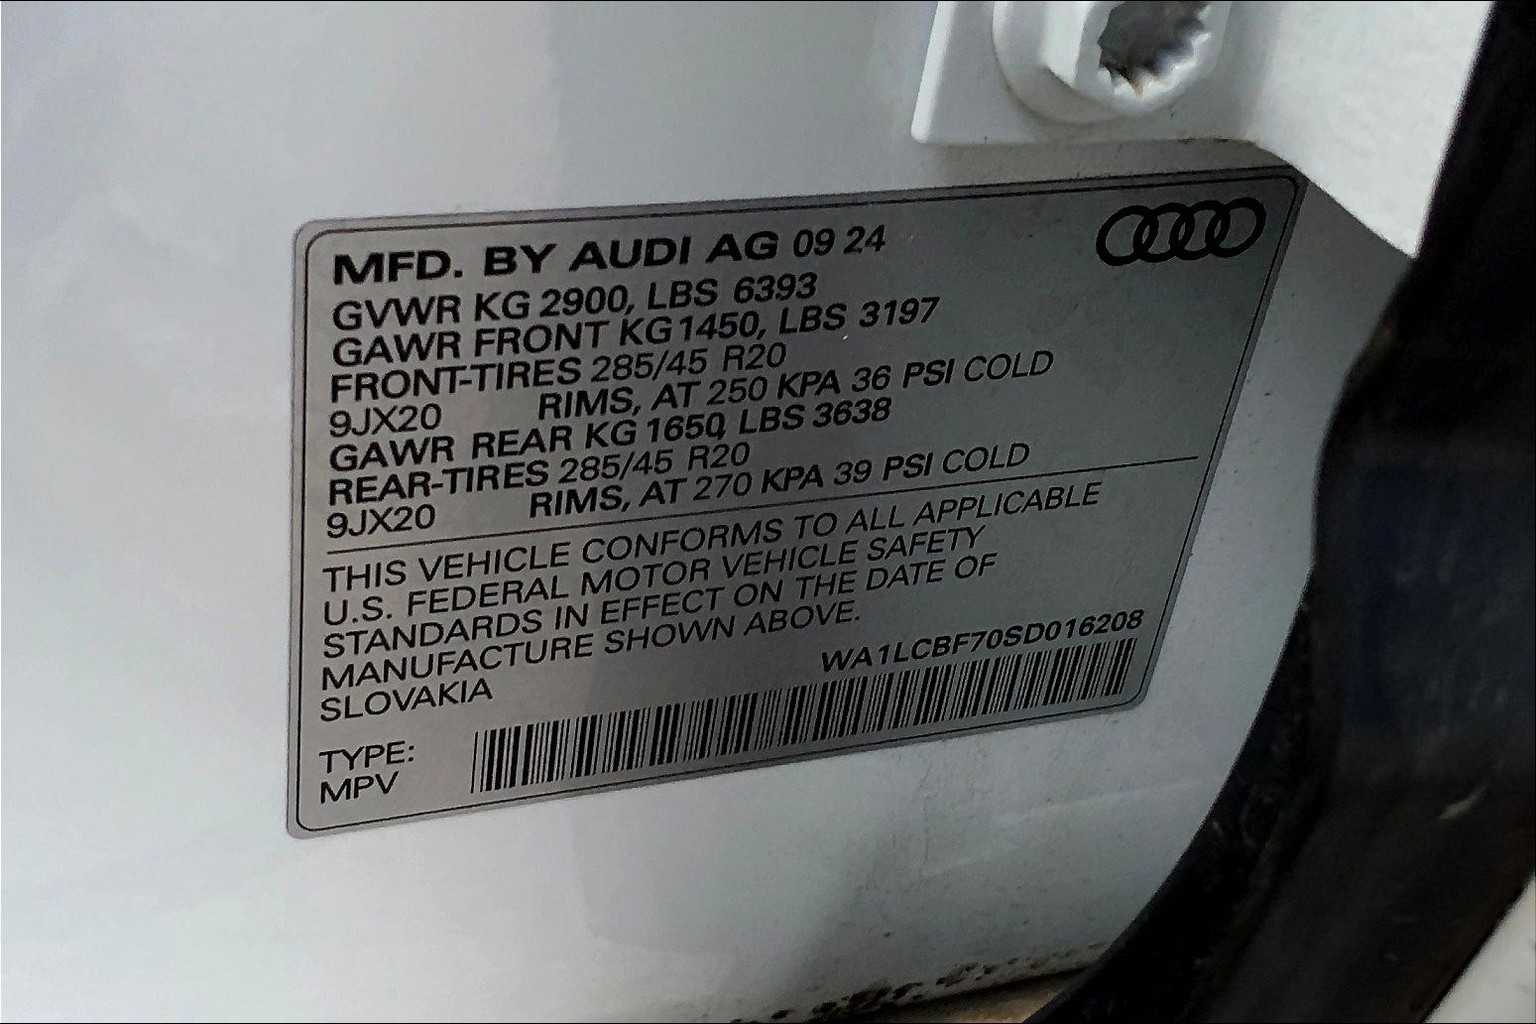 MFD. BY AUDI AG 09 24
GVWR KG 2900, LBS 6393
GAWR FRONT KG 1450, LBS 3197
FRONT-TIRES 285/45 R20
9JX20 RIMS, AT 250 KPA 36 PSI COLD
GAWR REAR KG 1650, LBS 3638
REAR-TIRES 285/45 R20
9JX20 RIMS, AT 270 KPA 39 PSI COLD
THIS VEHICLE CONFORMS TO ALL APPLICABLE
U.S. FEDERAL MOTOR VEHICLE SAFETY
STANDARDS IN EFFECT ON THE DATE OF
MANUFACTURE SHOWN ABOVE.
SLOVAKIA
WA1LCBF70SD016208
TYPE:
MPV